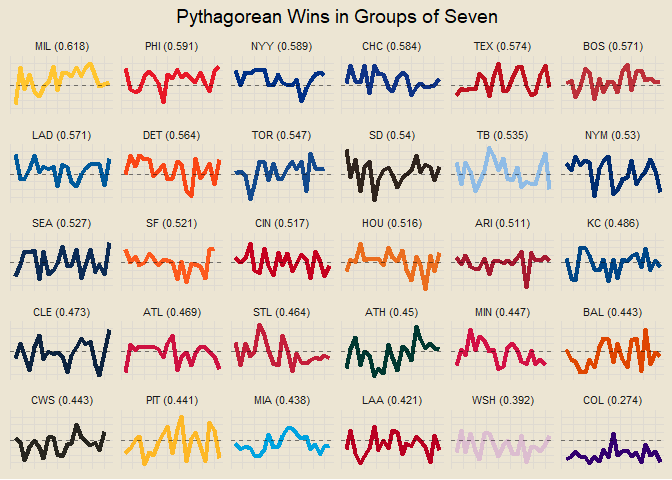 Pythagorean Wins in Groups of Seven
MIL (0.618) PHI (0.591) NYY (0.589) CHC (0.584) TEX (0.574) BOS (0.571)
LAD (0.571) DET (0.564) TOR (0.547) SD (0.54) TB (0.535) NYM (0.53)
SEA (0.527) SF (0.521) CIN (0.517) HOU (0.516) ARI (0.511) KC (0.486)
CLE (0.473) ATL (0.469) STL (0.464) ATH (0.45) MIN (0.447) BAL (0.443)
CWS (0.443) PIT (0.441) MIA (0.438) LAA (0.421) WSH (0.392) COL (0.274)